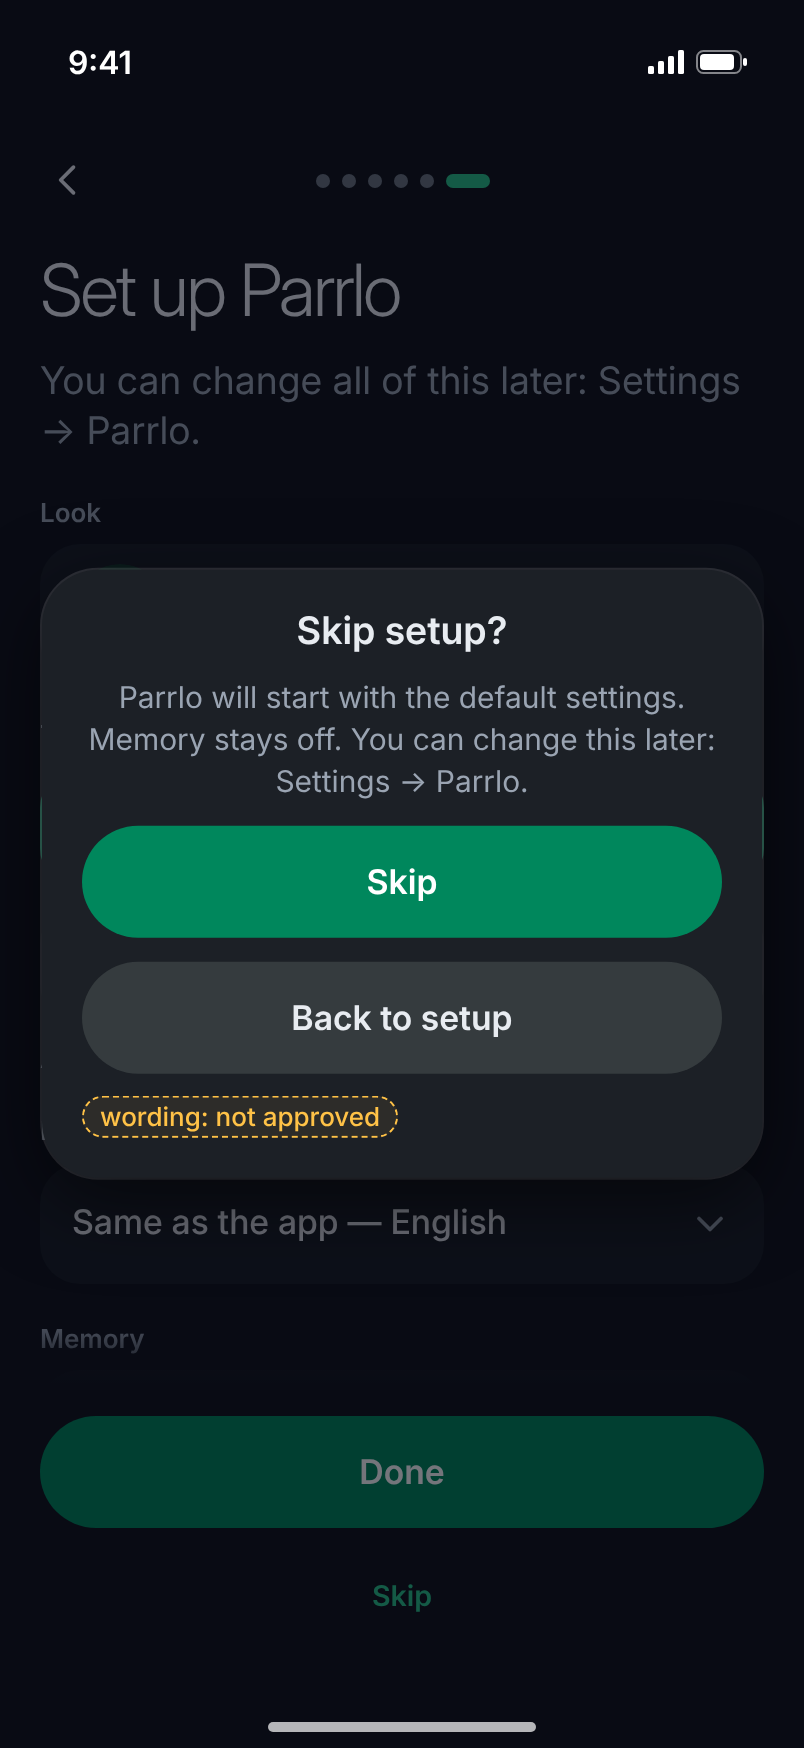 9:41
Set up Parrlo
You can change all of this later: Settings
→ Parrlo.
Look
Skip setup?
Parrlo will start with the default settings.
Memory stays off. You can change this later:
Settings → Parrlo.
Skip
Back to setup
wording: not approved
Same as the app — English
Memory
Done
Skip